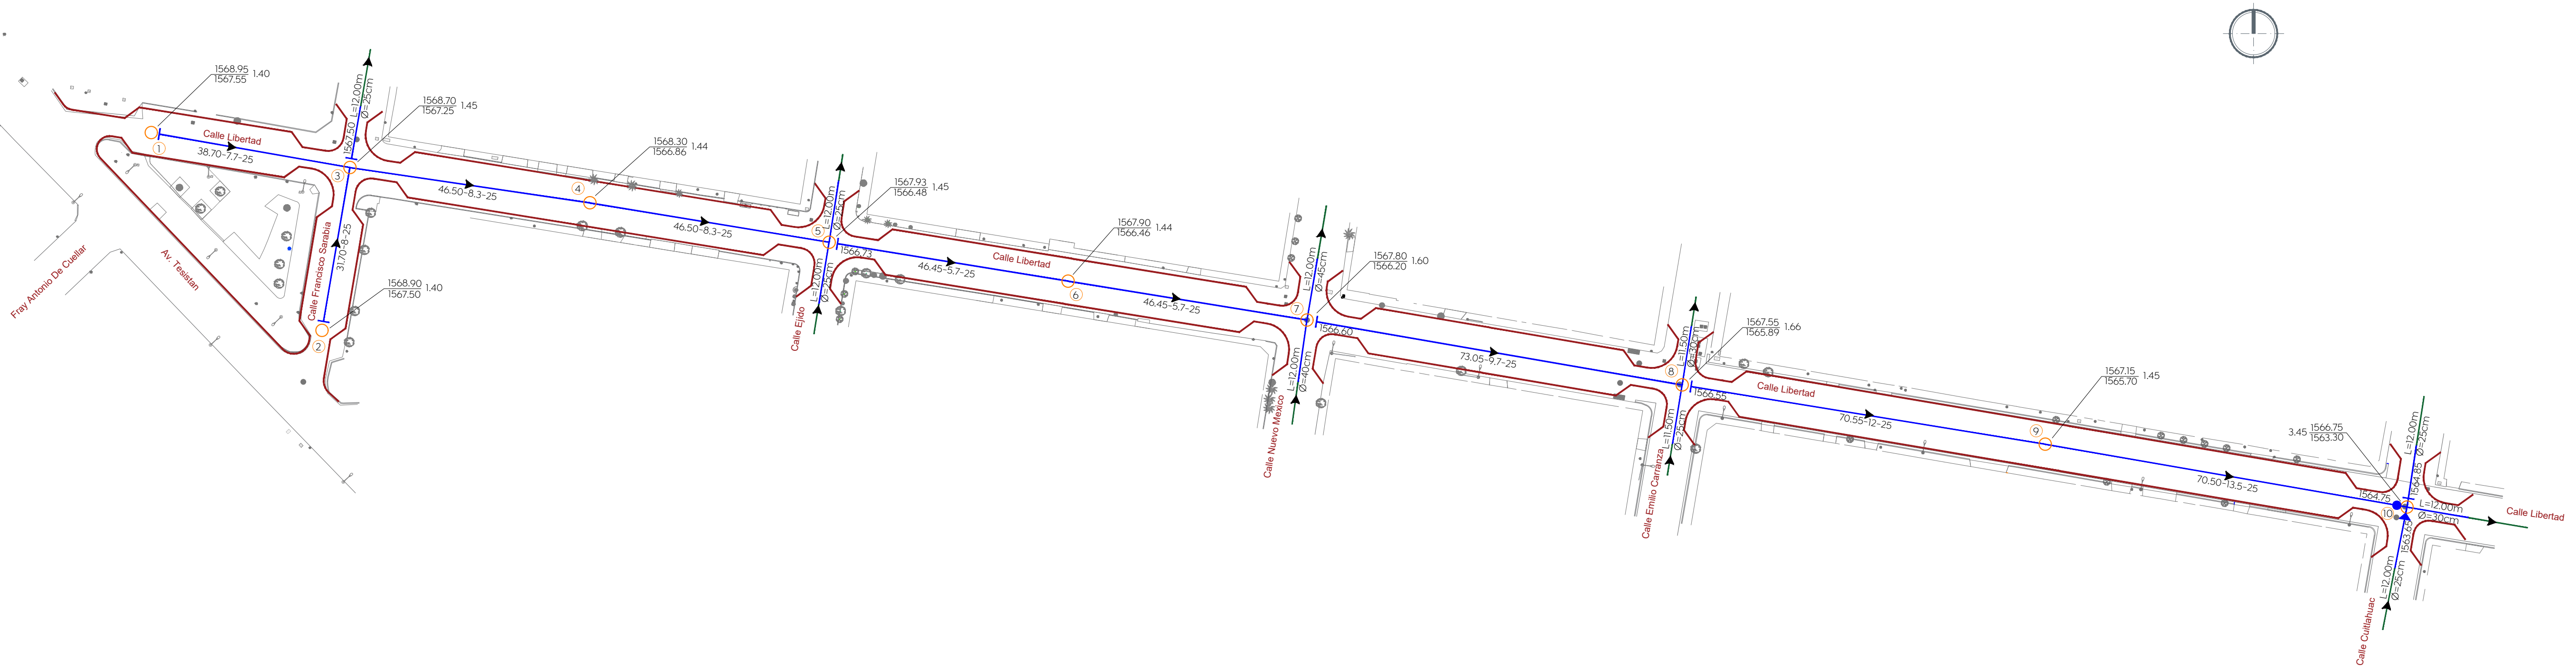 1568.95
1567.55
1.40
Calle Libertad
38.70-7.7-25
1
1567.50
L=12.00m
Ø=25cm
1568.70
1567.25
1.45
3
Fray Antonio De Cuellar
Av. Tesistan
Calle Francisco Sarabia
31.70-8-25
1568.90
1567.50
1.40
2
46.50-8.3-25
4
1568.30
1566.86
1.44
46.50-8.3-25
5
L=12.00m
Ø=25cm
1567.93
1566.48
1.45
1566.73
L=12.00m
Ø=25cm
Calle Ejido
46.45-5.7-25
Calle Libertad
1567.90
1566.46
1.44
6
46.45-5.7-25
7
L=12.00m
Ø=45cm
1567.80
1566.20
1.60
1566.60
L=12.00m
Ø=40cm
Calle Nuevo Mexico
73.05-9.7-25
8
L=11.50m
Ø=30cm
1567.55
1565.89
1.66
1566.55
L=11.50m
Ø=25cm
Calle Emilio Carranza
Calle Libertad
70.55-12-25
9
1567.15
1565.70
1.45
70.50-13.5-25
3.45
1566.75
1563.30
1564.75
10
L=12.00m
Ø=25cm
1564.85
L=12.00m
Ø=30cm
Calle Libertad
1563.65
L=12.00m
Ø=25cm
Calle Cuitlahuac